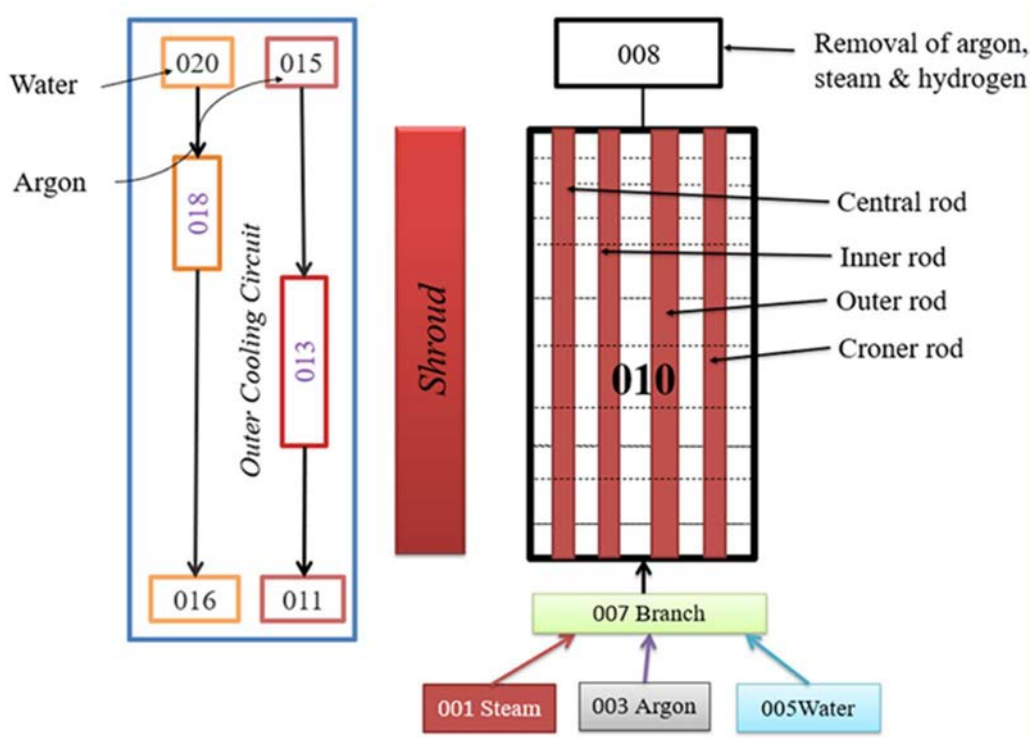 020
015
Water
Argon
018
Outer Cooling Circuit
013
016
011
Shroud
008
Removal of argon,
steam & hydrogen
Central rod
Inner rod
Outer rod
Croner rod
010
007 Branch
001 Steam
003 Argon
005Water